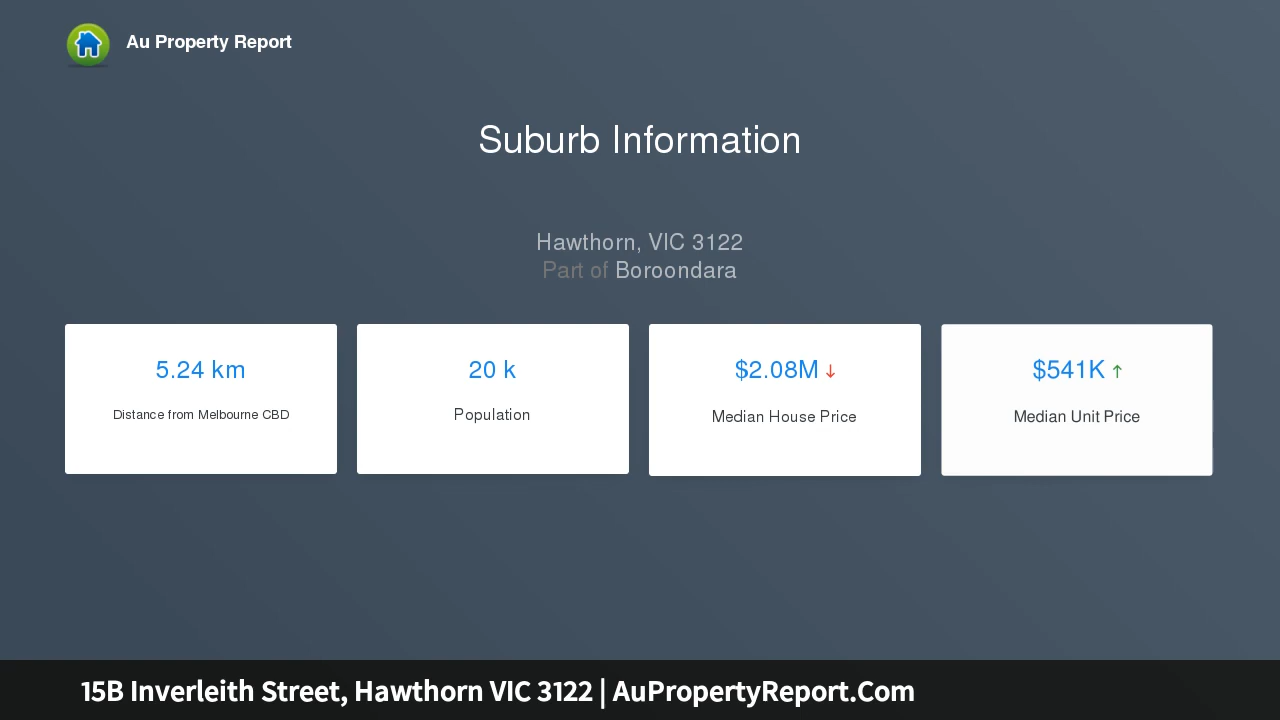 Au Property Report
Suburb Information
Hawthorn, VIC 3122
Part of Boroondara
5.24 km
Distance from Melbourne CBD
20 k
Population
$2.08M ↓
Median House Price
$541K ↑
Median Unit Price
15B Inverleith Street, Hawthorn VIC 3122 | AuPropertyReport.Com